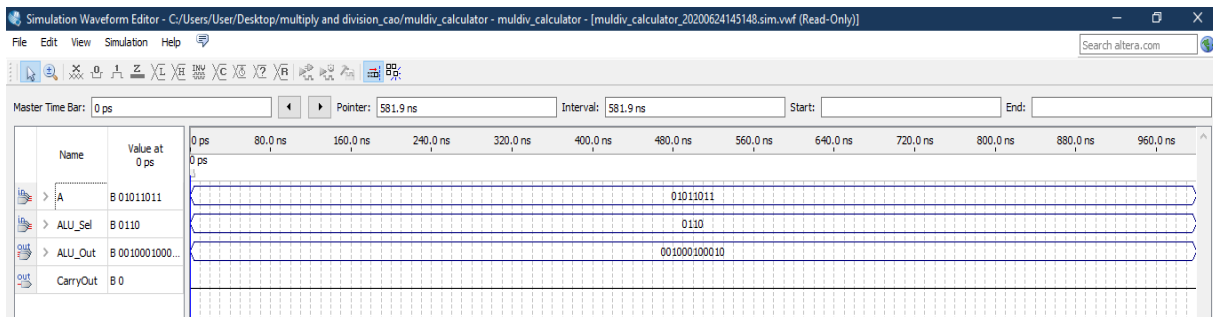 Simulation Waveform Editor - C:/Users/User/Desktop/multiply and division_cao/muldiv_calculator - muldiv_calculator - [muldiv_calculator_20200624145148.sim.vwf (Read-Only)]
File Edit View Simulation Help
Search altera.com
Master Time Bar: 0 ps Pointer: 581.9 ns Interval: 581.9 ns Start: End:
Name Value at 0 ps
0 ps 80.0 ns 160.0 ns 240.0 ns 320.0 ns 400.0 ns 480.0 ns 560.0 ns 640.0 ns 720.0 ns 800.0 ns 880.0 ns 960.0 ns
0 ps
A B 01011011 01011011
ALU_Sel B 0110 0110
ALU_Out B 0010001000... 001000100010
CarryOut B 0